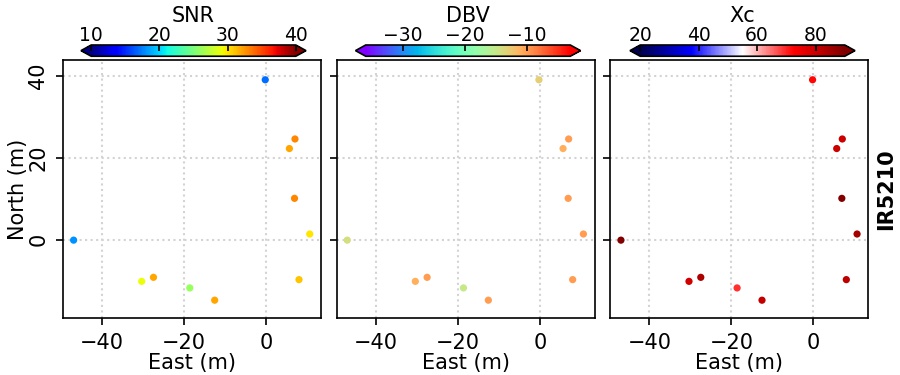 SNR DBV Xc
10 20 30 40 −30 −20 −10 20 40 60 80
40
20
0
North (m)
IR5210
−40 −20 0 −40 −20 0 −40 −20 0
East (m) East (m) East (m)